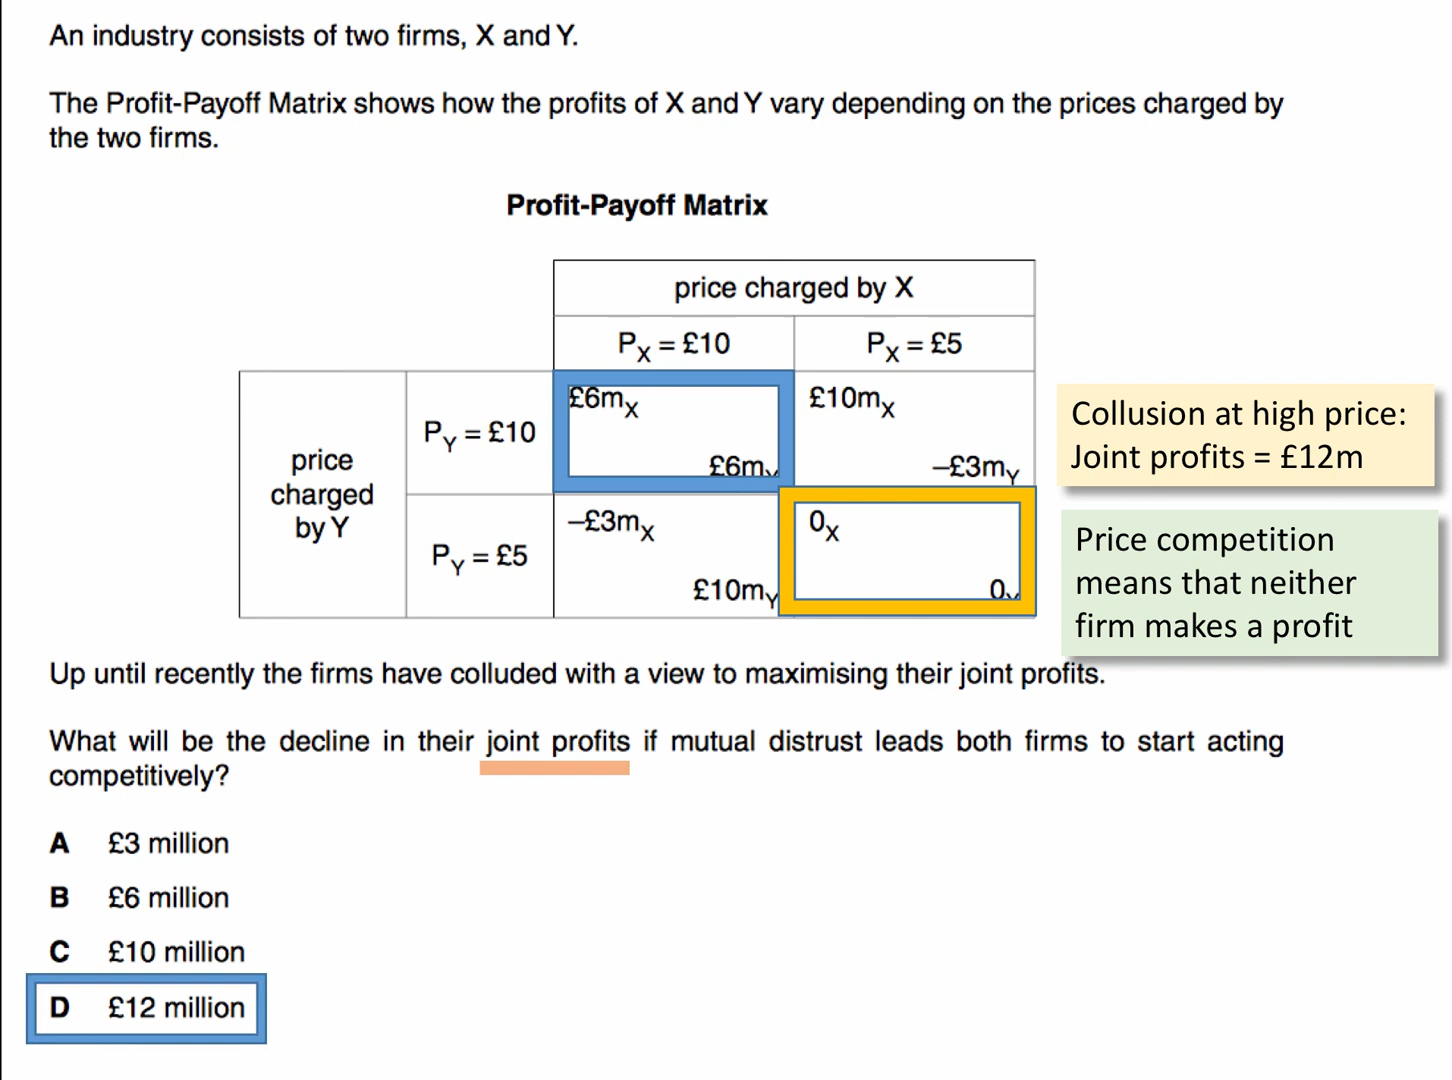 An industry consists of two firms, X and Y.
The Profit-Payoff Matrix shows how the profits of X and Y vary depending on the prices charged by
the two firms.
Profit-Payoff Matrix
price charged by X
PX = £10
PX = £5
price
charged
by Y
PY = £10
£6mX
£6mY
£10mX
–£3mY
PY = £5
–£3mX
£10mY
0X
0Y
Collusion at high price:
Joint profits = £12m
Price competition
means that neither
firm makes a profit
Up until recently the firms have colluded with a view to maximising their joint profits.
What will be the decline in their joint profits if mutual distrust leads both firms to start acting
competitively?
A £3 million
B £6 million
C £10 million
D £12 million